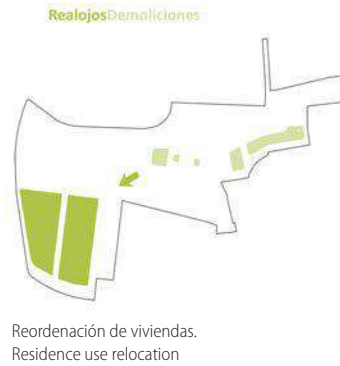 RealojosDemoliciones
Reordenación de viviendas.
Residence use relocation